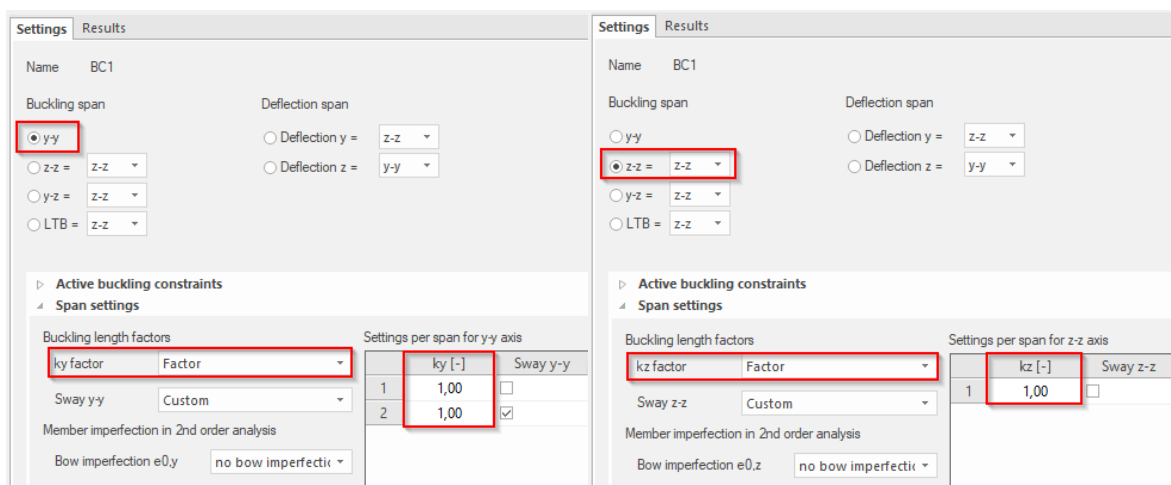 Settings Results
Name BC1
Buckling span Deflection span
y-y Deflection y = z-z
z-z = z-z Deflection z = y-y
y-z = z-z
LTB = z-z
Active buckling constraints
Span settings
Buckling length factors Settings per span for y-y axis
ky factor Factor ky [-] Sway y-y
1 1,00
Sway y-y Custom 2 1,00
Member imperfection in 2nd order analysis
Bow imperfection e0,y no bow imperfectic
Settings Results
Name BC1
Buckling span Deflection span
y-y Deflection y = z-z
z-z = z-z Deflection z = y-y
y-z = z-z
LTB = z-z
Active buckling constraints
Span settings
Buckling length factors Settings per span for z-z axis
kz factor Factor kz [-] Sway z-z
1 1,00
Sway z-z Custom
Member imperfection in 2nd order analysis
Bow imperfection e0,z no bow imperfectic